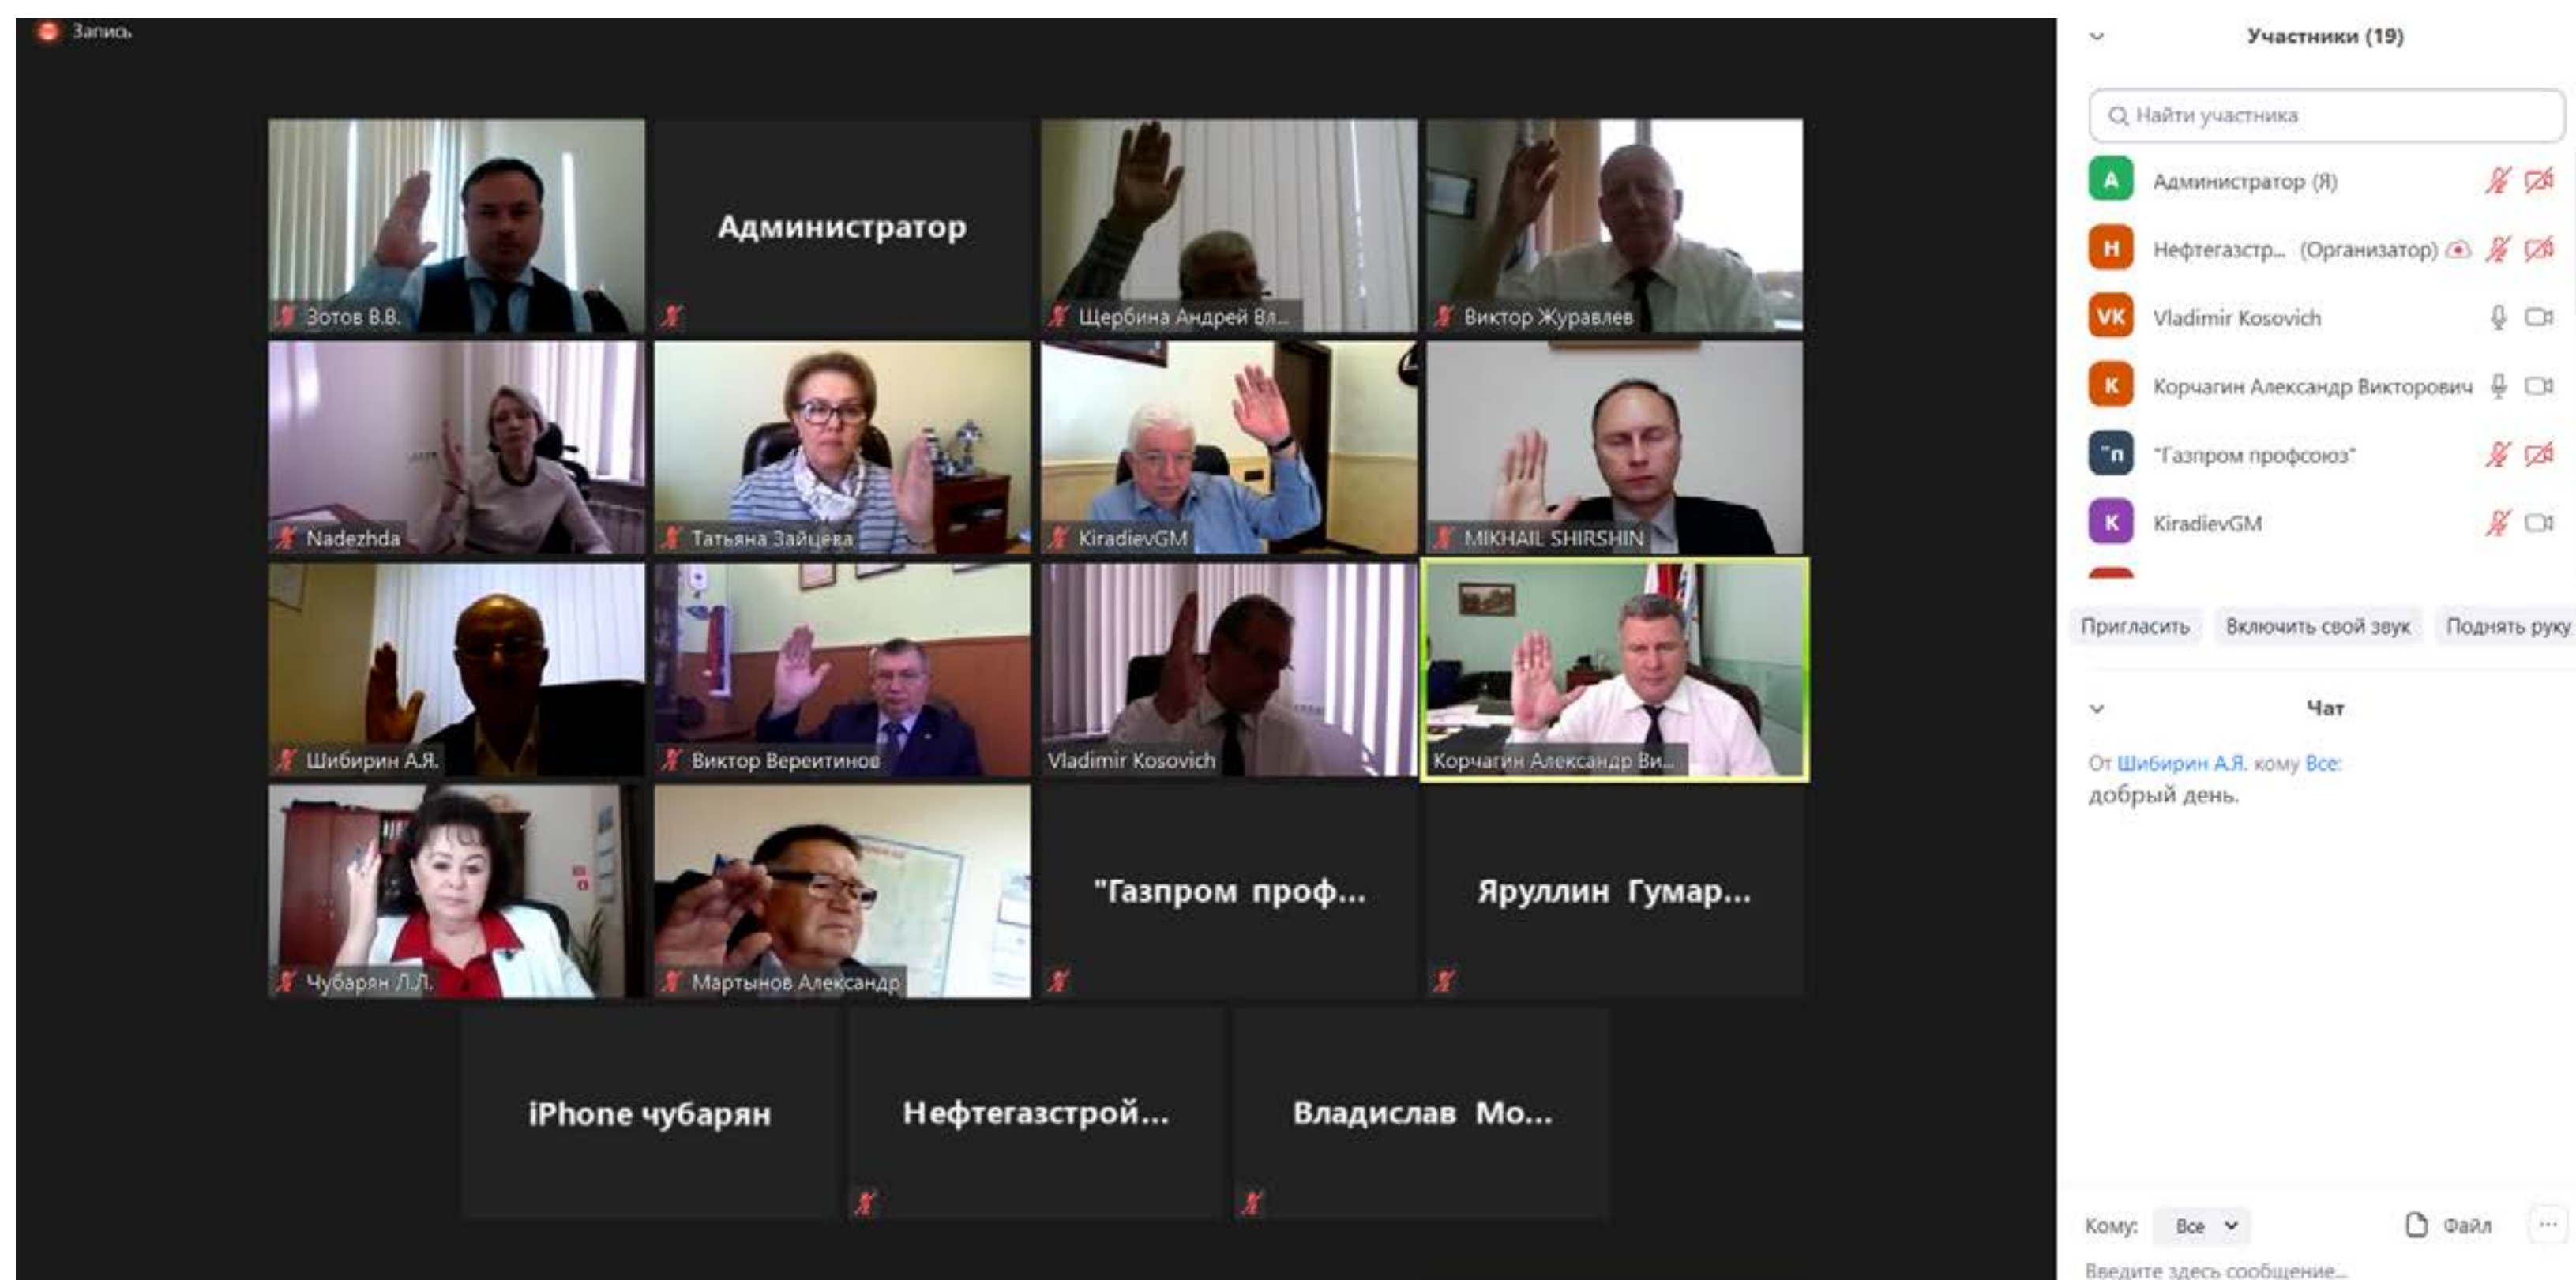 Запись
Зотов В.В.
Администратор
Щербина Андрей Вл...
Виктор Журавлев
Nadezhda
Татьяна Зайцева
KiradievGM
MIKHAIL SHIRSHIN
Шибирин А.Я.
Виктор Вереитинов
Vladimir Kosovich
Корчагин Александр Ви...
Чубарян Л.Л.
Мартынов Александр
"Газпром проф...
Яруллин Гумар...
iPhone чубарян
Нефтегазстрой...
Владислав Мо...
Участники (19)
Найти участника
А Администратор (Я)
Н Нефтегазстр... (Организатор)
VK Vladimir Kosovich
К Корчагин Александр Викторович
"п "Газпром профсоюз"
K KiradievGM
Пригласить Включить свой звук Поднять руку
Чат
От Шибирин А.Я. кому Все:
добрый день.
Кому: Все Файл ...
Введите здесь сообщение...